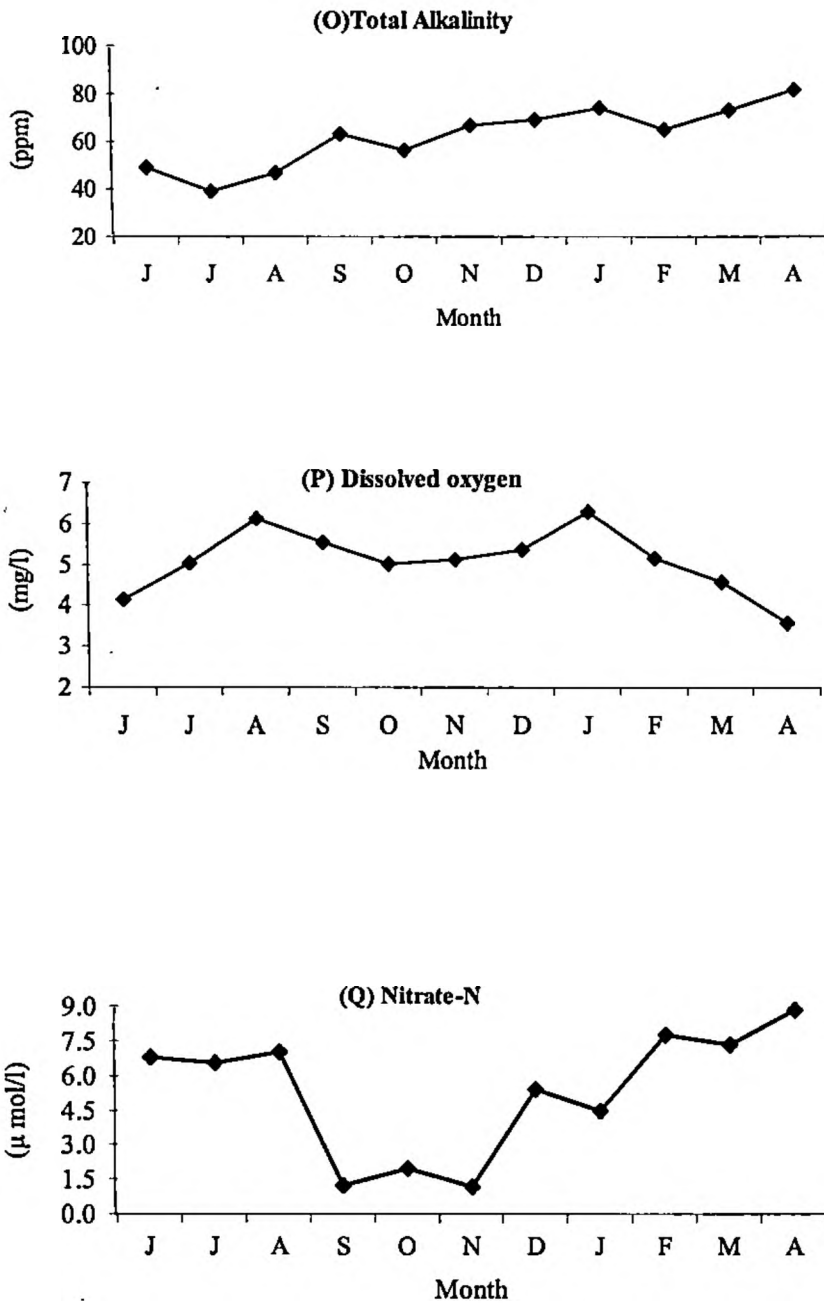 (O)Total Alkalinity
100
80
60
40
20
(ppm)
J J A S O N D J F M A
Month
(P) Dissolved oxygen
7
6
5
4
3
2
(mg/l)
J J A S O N D J F M A
Month
(Q) Nitrate-N
9.0
7.5
6.0
4.5
3.0
1.5
0.0
(µ mol/l)
J J A S O N D J F M A
Month